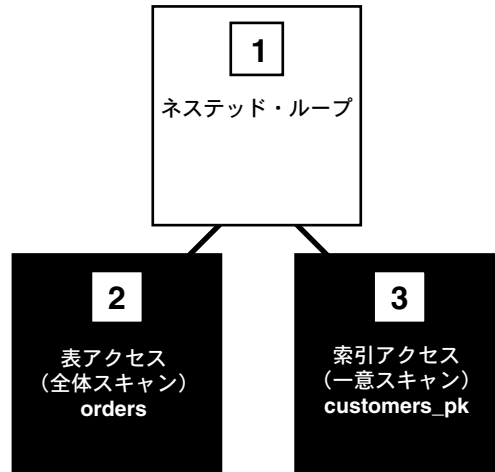 1
ネステッド・ループ
2
表アクセス
（全体スキャン）
orders
3
索引アクセス
（一意スキャン）
customers_pk